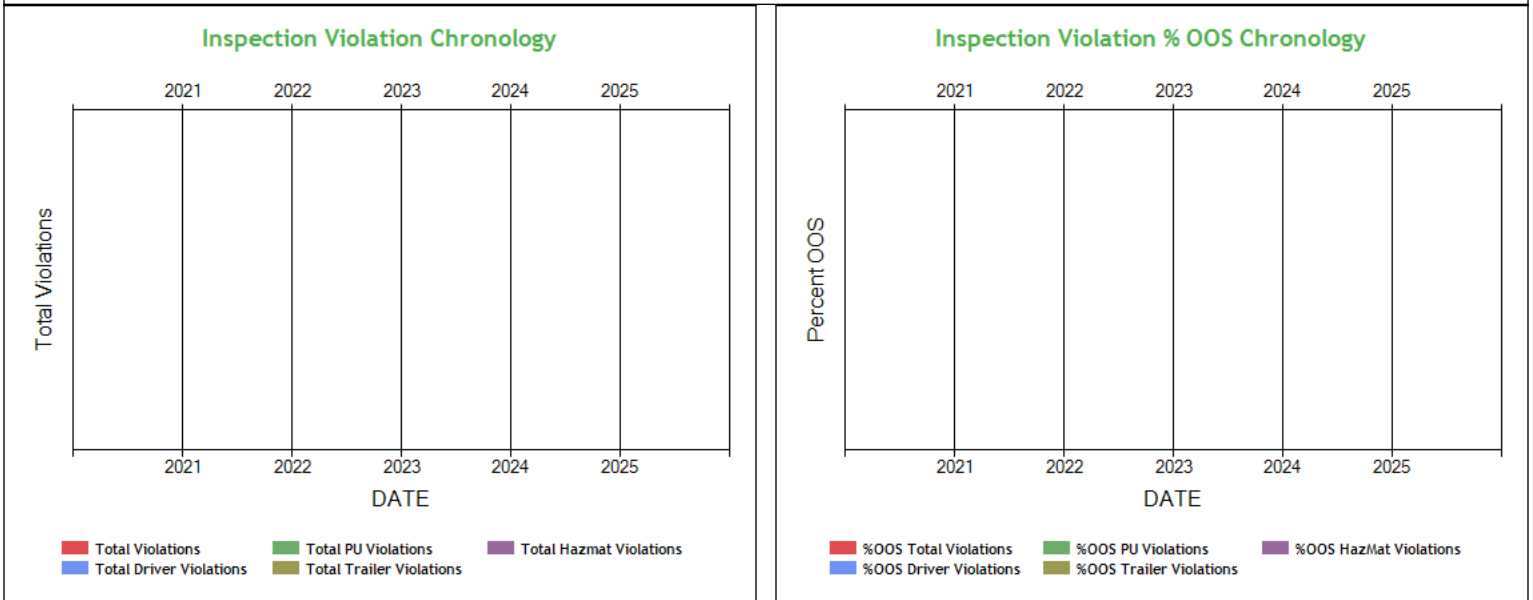 Inspection Violation Chronology
2021 2022 2023 2024 2025
Total Violations
2021 2022 2023 2024 2025
DATE
Total Violations Total PU Violations Total Hazmat Violations
Total Driver Violations Total Trailer Violations
Inspection Violation % OOS Chronology
2021 2022 2023 2024 2025
Percent OOS
2021 2022 2023 2024 2025
DATE
%OOS Total Violations %OOS PU Violations %OOS HazMat Violations
%OOS Driver Violations %OOS Trailer Violations